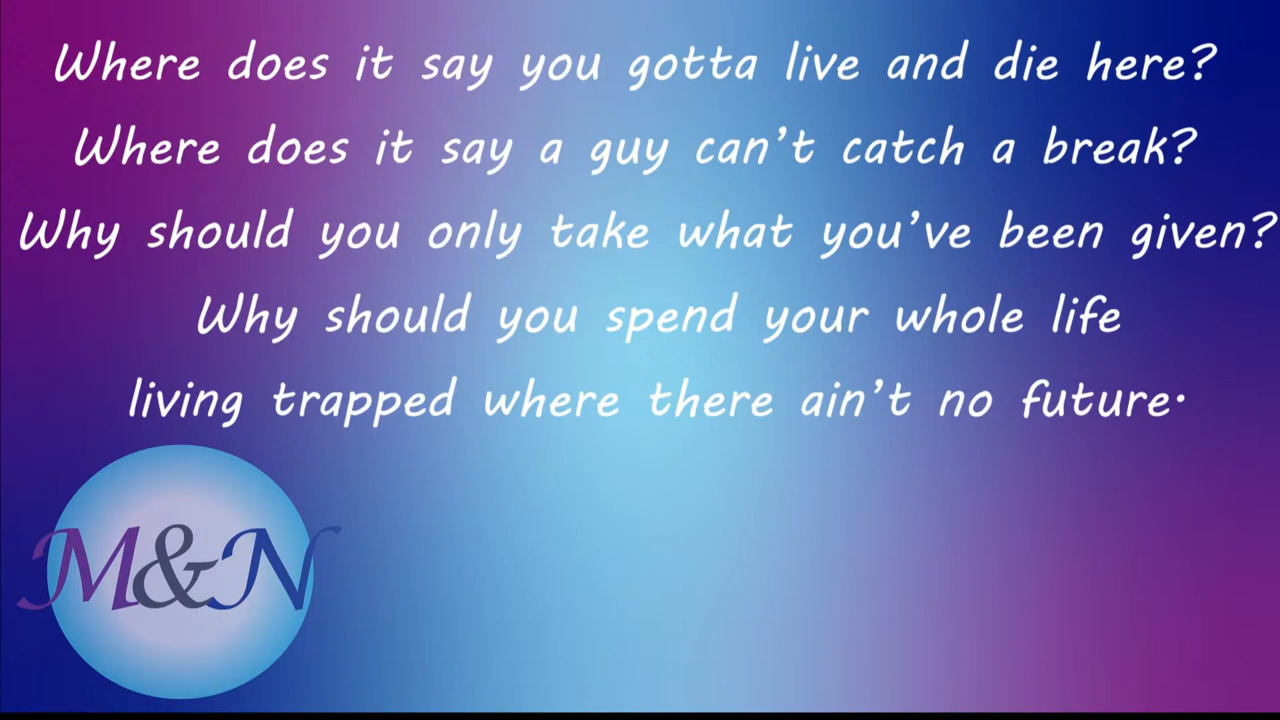 Where does it say you gotta live and die here?
Where does it say a guy can't catch a break?
Why should you only take what you've been given?
Why should you spend your whole life
living trapped where there ain't no future.
M&N